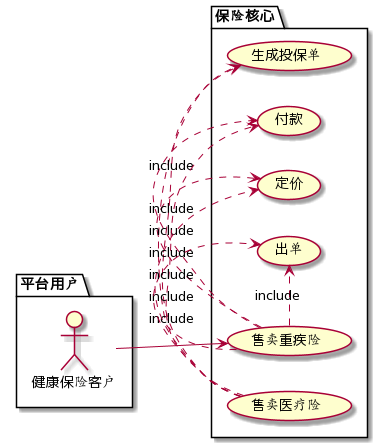 保险核心
生成投保单
付款
定价
出单
include
include
include
include
include
include
include
include
平台用户
健康保险客户
售卖重疾险
售卖医疗险